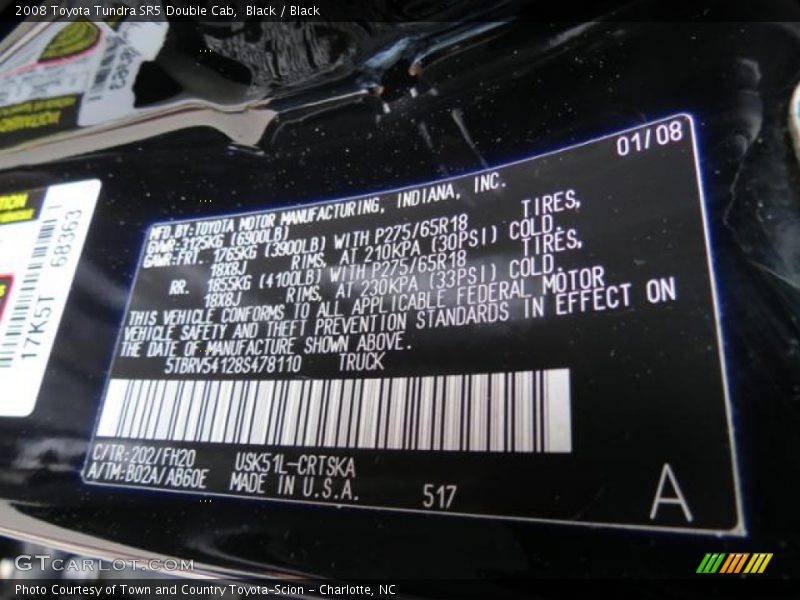 2008 Toyota Tundra SR5 Double Cab, Black / Black
01/08
MFD.BY:TOYOTA MOTOR MANUFACTURING, INDIANA, INC.
GVWR:3125KG (6900LB)
GAWR:FRT. 1765KG (3900LB) WITH P275/65R18 TIRES,
18X8J RIMS, AT 210KPA (30PSI) COLD.
RR. 1855KG (4100LB) WITH P275/65R18 TIRES,
18X8J RIMS, AT 230KPA (33PSI) COLD.
THIS VEHICLE CONFORMS TO ALL APPLICABLE FEDERAL MOTOR
VEHICLE SAFETY AND THEFT PREVENTION STANDARDS IN EFFECT ON
THE DATE OF MANUFACTURE SHOWN ABOVE.
5TBRV54128S478110 TRUCK
C/TR:202/FH20 USK51L-CRTSKA
A/TM:B02A/AB60E MADE IN U.S.A. 517
A
68363
17K5T
GTCARLOT.COM
Photo Courtesy of Town and Country Toyota-Scion - Charlotte, NC